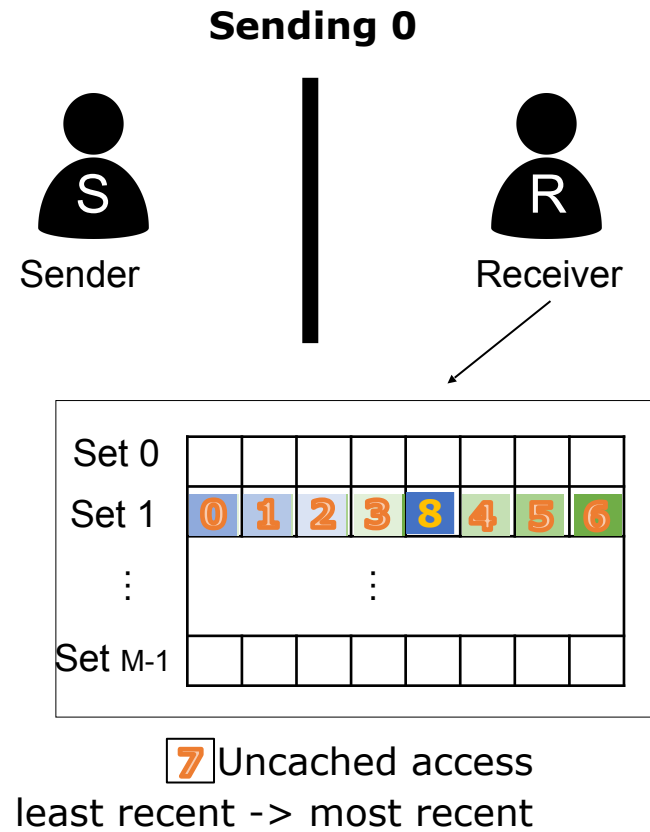 Sending 0
S R
Sender Receiver
Set 0
Set 1 0 1 2 3 8 4 5 6
⋮ ⋮
Set M-1
7 Uncached access
least recent -> most recent